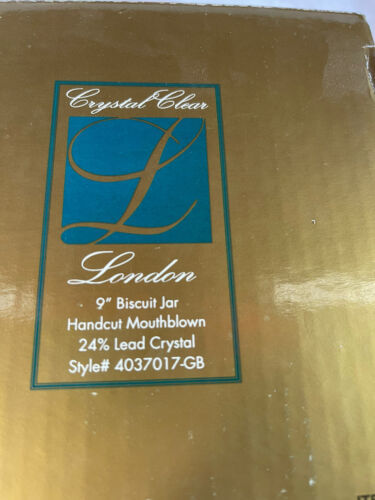 Crystal Clear
L
London
9" Biscuit Jar
Handcut Mouthblown
24% Lead Crystal
Style# 4037017-GB